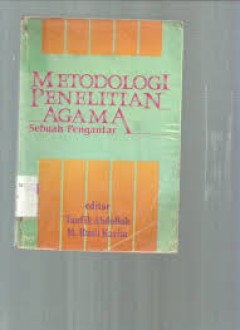 METODOLOGI
PENELITIAN
AGAMA
Sebuah Pengantar
editor
Taufik Abdullah
M. Rusli Karim